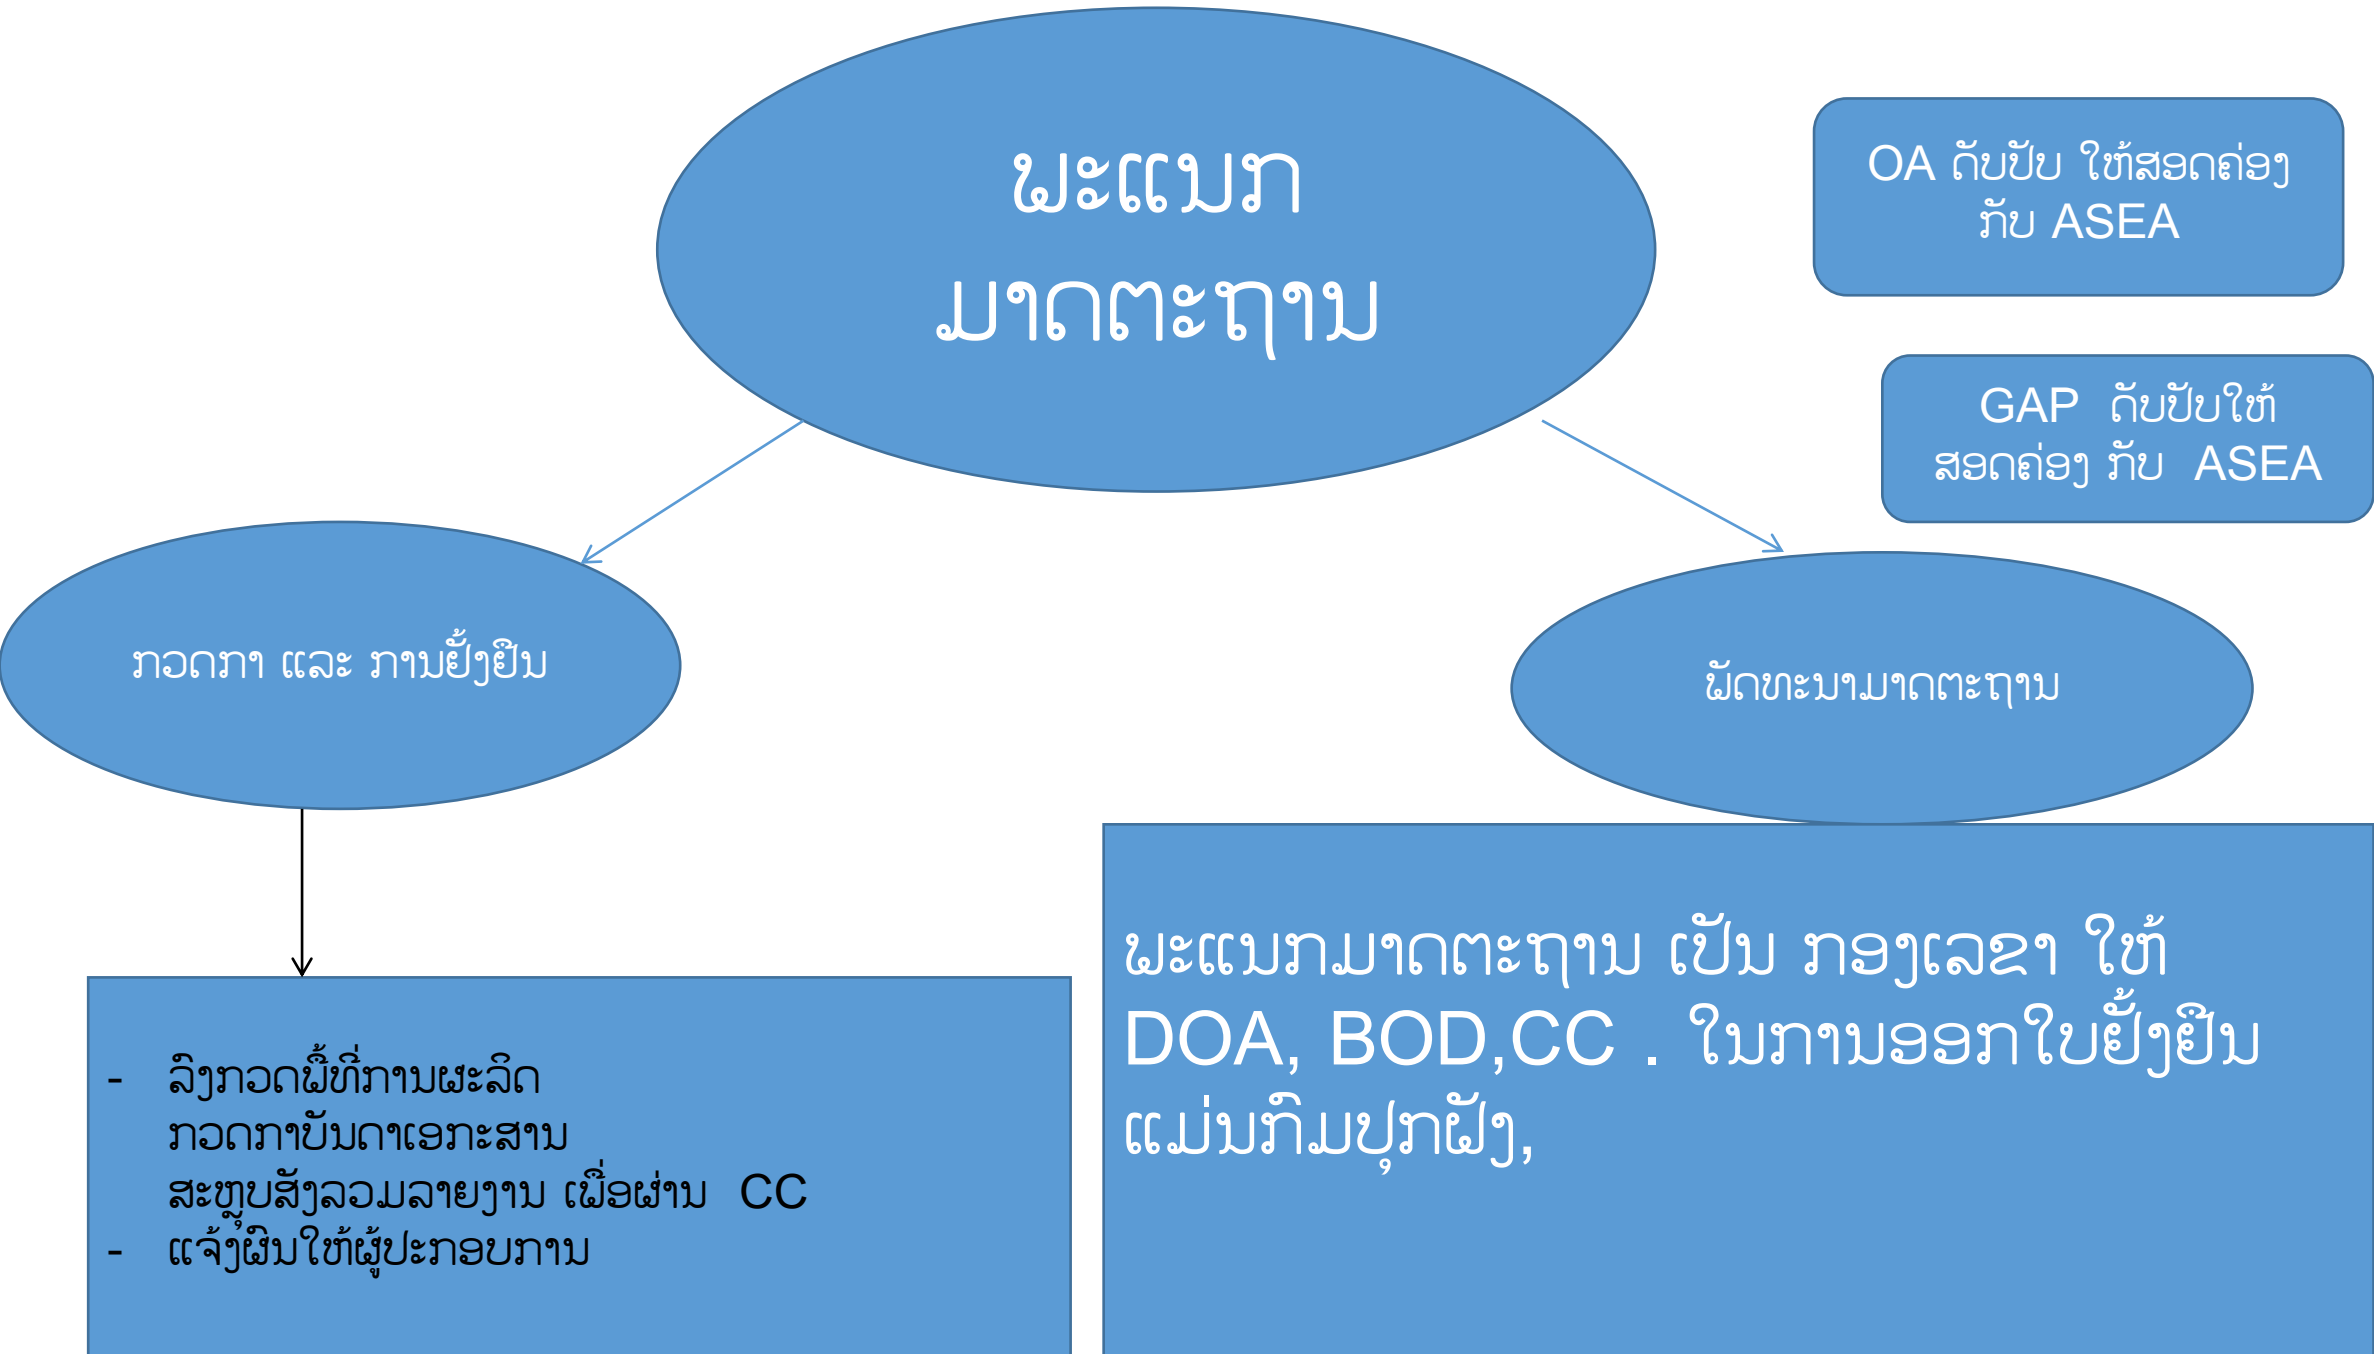 ພະແນກ
ມາດຕະຖານ
OA ດັບປັບ ໃຫ້ສອດຄ່ອງ
ກັບ ASEA
GAP ດັບປັບໃຫ້
ສອດຄ່ອງ ກັບ ASEA
ກວດກາ ແລະ ການຢັ້ງຢືນ
ພັດທະນາມາດຕະຖານ
- ລົງກວດພື້ທີ່ການຜະລິດ
ກວດກາບັນດາເອກະສານ
ສະຫຼຸບສັງລວມລາຍງານ ເພື່ອຜ່ານ CC
- ແຈ້ງຜົນໃຫ້ຜູ້ປະກອບການ
ພະແນກມາດຕະຖານ ເປັນ ກອງເລຂາ ໃຫ້
DOA, BOD,CC . ໃນການອອກໃບຢັ້ງຢືນ
ແມ່ນກົມປຸກຝັງ,